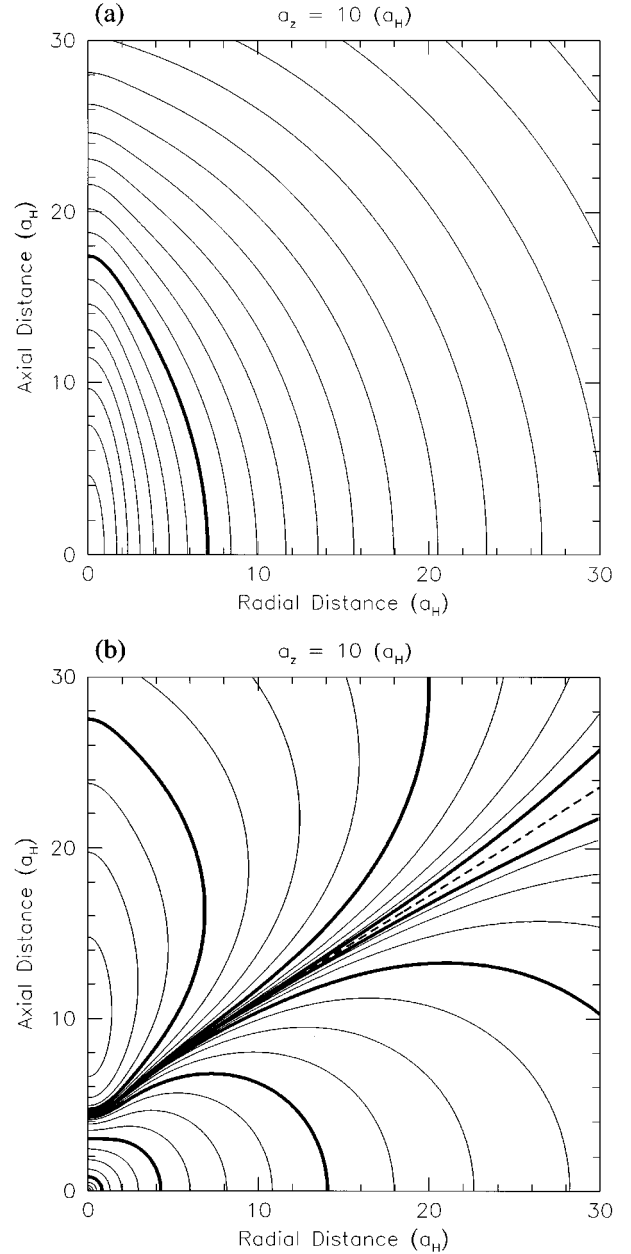 (a) a_z = 10 (a_H)
30
20
10
0
Axial Distance (a_H)
0 10 20 30
Radial Distance (a_H)
(b) a_z = 10 (a_H)
30
20
10
0
Axial Distance (a_H)
0 10 20 30
Radial Distance (a_H)